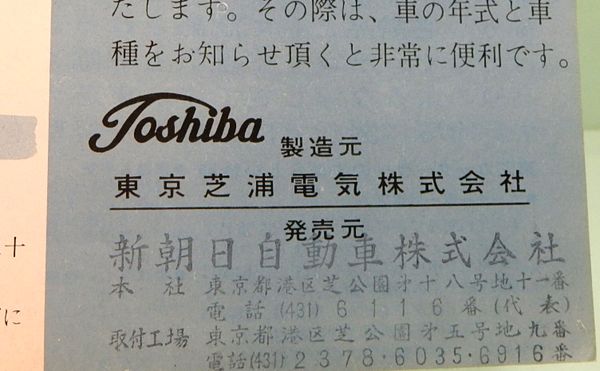 たします。その際は、車の年式と車
種をお知らせ頂くと非常に便利です。
Toshiba 製造元
東京芝浦電気株式会社
発売元
新朝日自動車株式会社
本社 東京都港区芝公園才十八号地十一番
電話(431)6116番(代表)
取付工場 東京都港区芝公園才五号地九番
電話(431)2378・6035・6916番
十
に